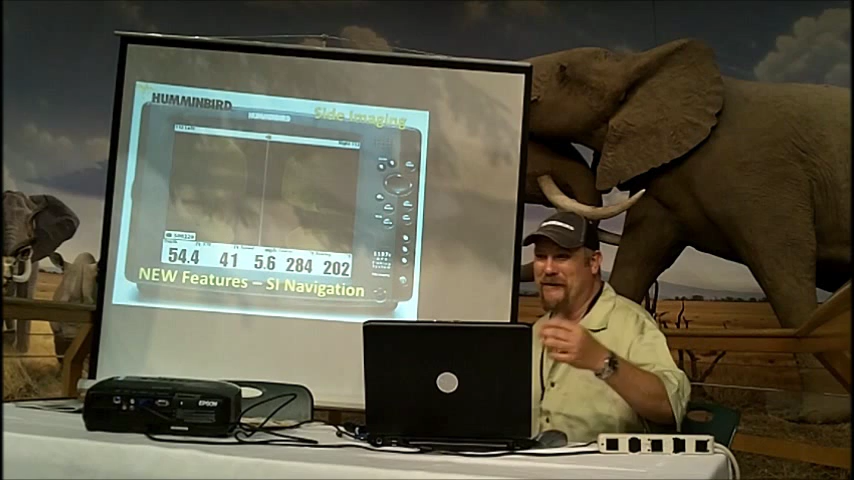 HUMMINBIRD
HUMMINBIRD
Side Imaging
54.4 41 5.6 284 202
NEW Features – SI Navigation
EPSON